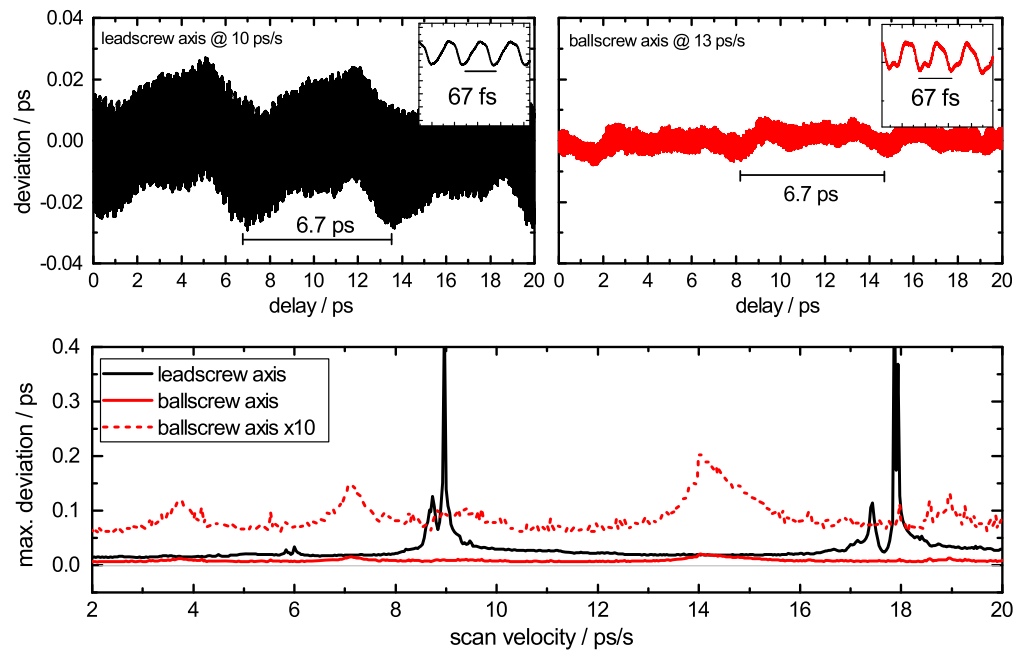 leadscrew axis @ 10 ps/s
67 fs
6.7 ps
0.04
0.02
0.00
-0.02
-0.04
deviation / ps
0 2 4 6 8 10 12 14 16 18 20
delay / ps
ballscrew axis @ 13 ps/s
67 fs
6.7 ps
0 2 4 6 8 10 12 14 16 18 20
delay / ps
leadscrew axis
ballscrew axis
ballscrew axis x10
0.4
0.3
0.2
0.1
0.0
max. deviation / ps
2 4 6 8 10 12 14 16 18 20
scan velocity / ps/s